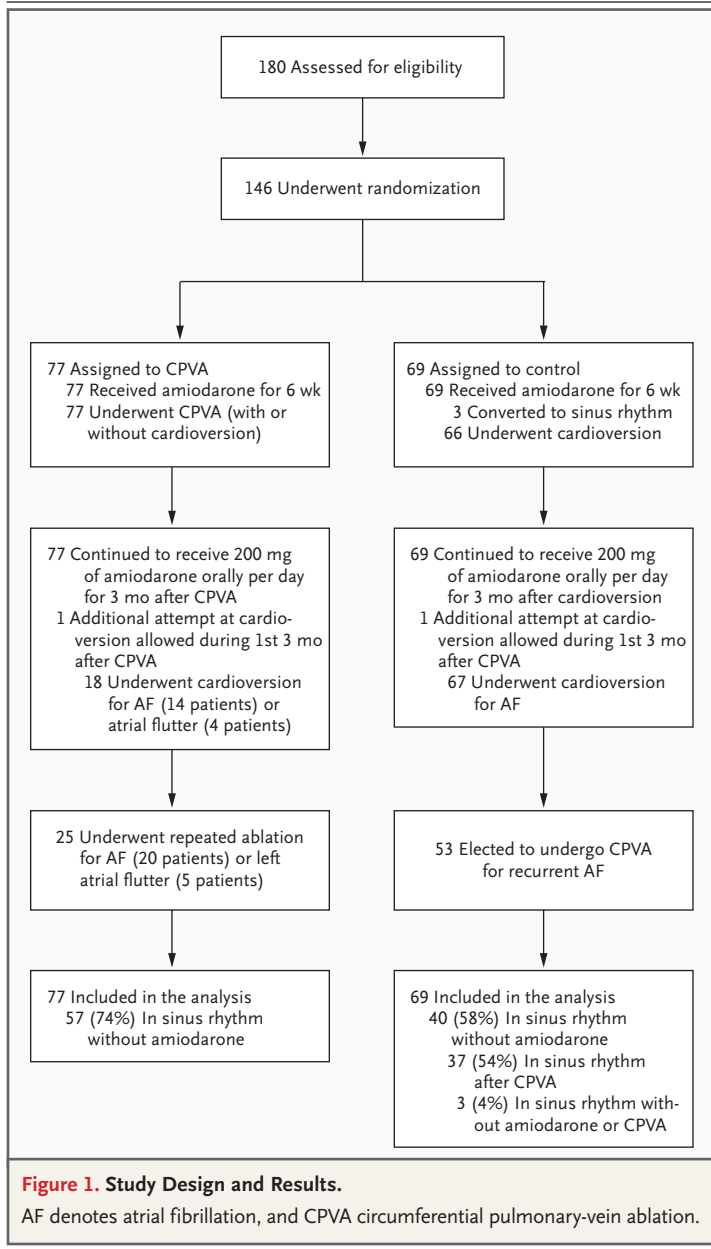 180 Assessed for eligibility
146 Underwent randomization
77 Assigned to CPVA
77 Received amiodarone for 6 wk
77 Underwent CPVA (with or
without cardioversion)
69 Assigned to control
69 Received amiodarone for 6 wk
3 Converted to sinus rhythm
66 Underwent cardioversion
77 Continued to receive 200 mg
of amiodarone orally per day
for 3 mo after CPVA
1 Additional attempt at cardio-
version allowed during 1st 3 mo
after CPVA
18 Underwent cardioversion
for AF (14 patients) or
atrial flutter (4 patients)
69 Continued to receive 200 mg
of amiodarone orally per day
for 3 mo after cardioversion
1 Additional attempt at cardio-
version allowed during 1st 3 mo
after CPVA
67 Underwent cardioversion
for AF
25 Underwent repeated ablation
for AF (20 patients) or left
atrial flutter (5 patients)
53 Elected to undergo CPVA
for recurrent AF
77 Included in the analysis
57 (74%) In sinus rhythm
without amiodarone
69 Included in the analysis
40 (58%) In sinus rhythm
without amiodarone
37 (54%) In sinus rhythm
after CPVA
3 (4%) In sinus rhythm with-
out amiodarone or CPVA
Figure 1. Study Design and Results.
AF denotes atrial fibrillation, and CPVA circumferential pulmonary-vein ablation.